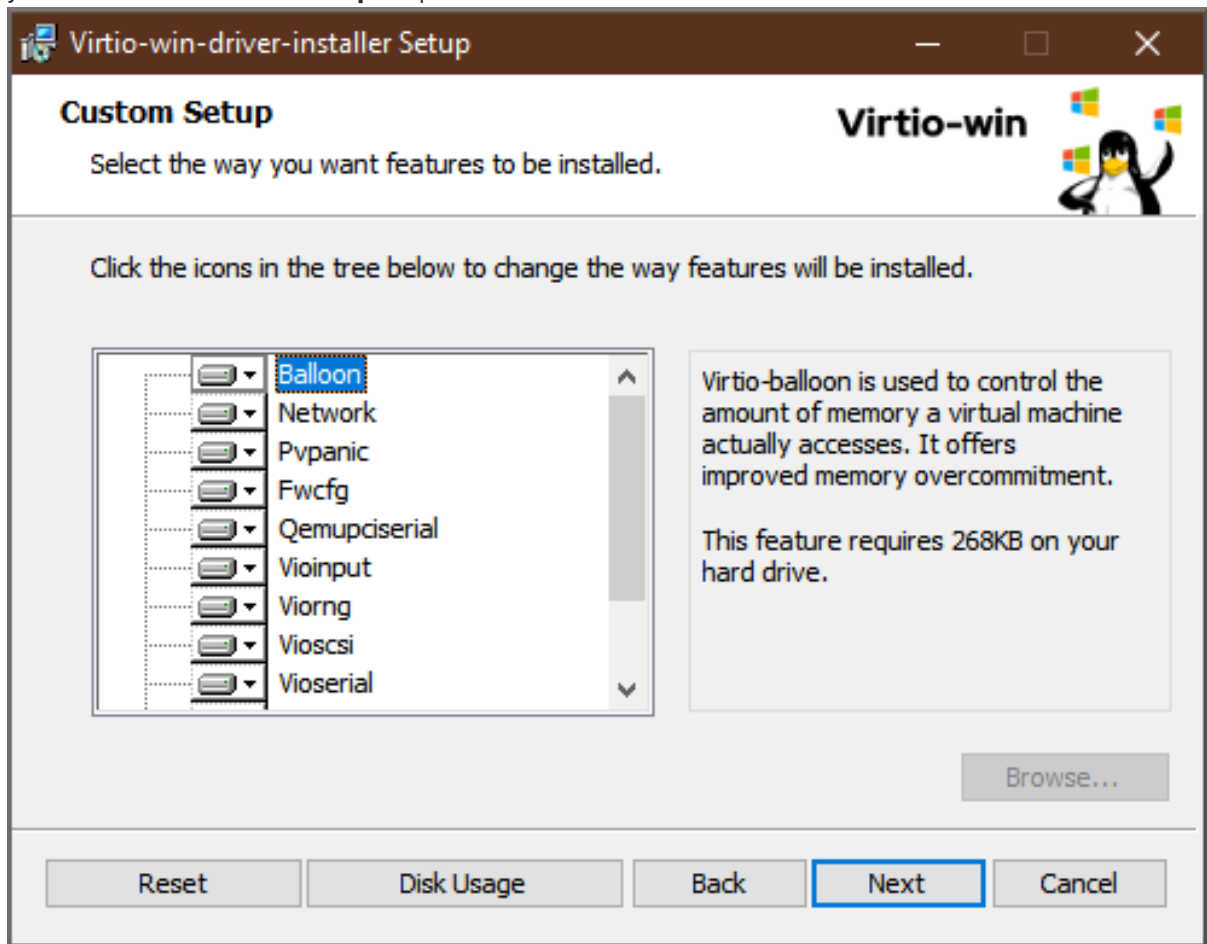 Virtio-win-driver-installer Setup
Custom Setup
Virtio-win
Select the way you want features to be installed.
Click the icons in the tree below to change the way features will be installed.
Balloon
Network
Pvpanic
Fwcfg
Qemupciserial
Vioinput
Viorng
Vioscsi
Vioserial
Virtio-balloon is used to control the
amount of memory a virtual machine
actually accesses. It offers
improved memory overcommitment.
This feature requires 268KB on your
hard drive.
Browse...
Reset
Disk Usage
Back
Next
Cancel